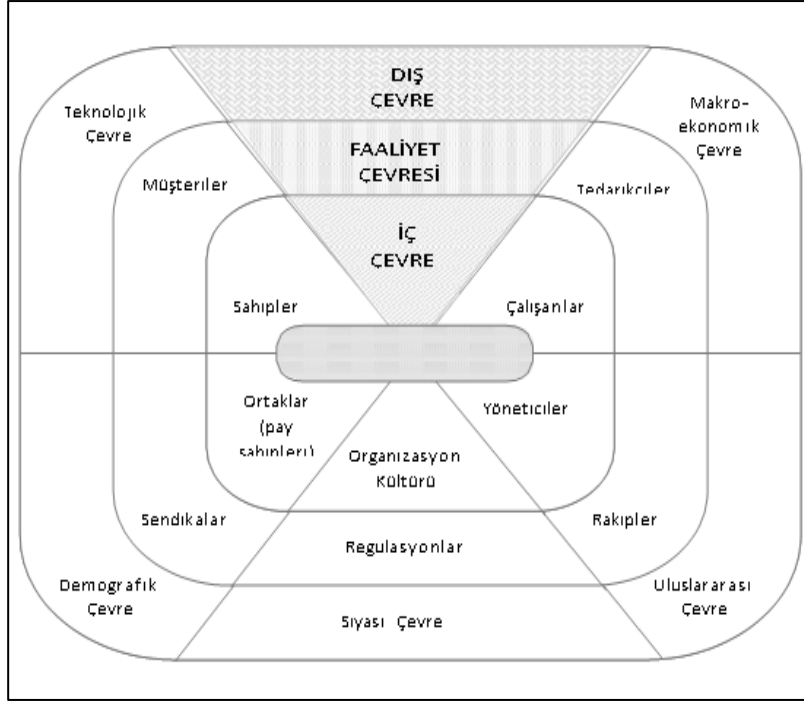 DIŞ
ÇEVRE
Teknolojik
Çevre
Makro-
ekonomik
Çevre
FAALİYET
ÇEVRESİ
Müşteriler
Tedarikciler
İÇ
ÇEVRE
Sahipler
Çalışanlar
Ortaklar
(pay
sahipleri)
Yöneticiler
Organizasyon
Kültürü
Sendikalar
Rakipler
Regulasyonlar
Demografik
Çevre
Uluslararası
Çevre
Siyasi Çevre